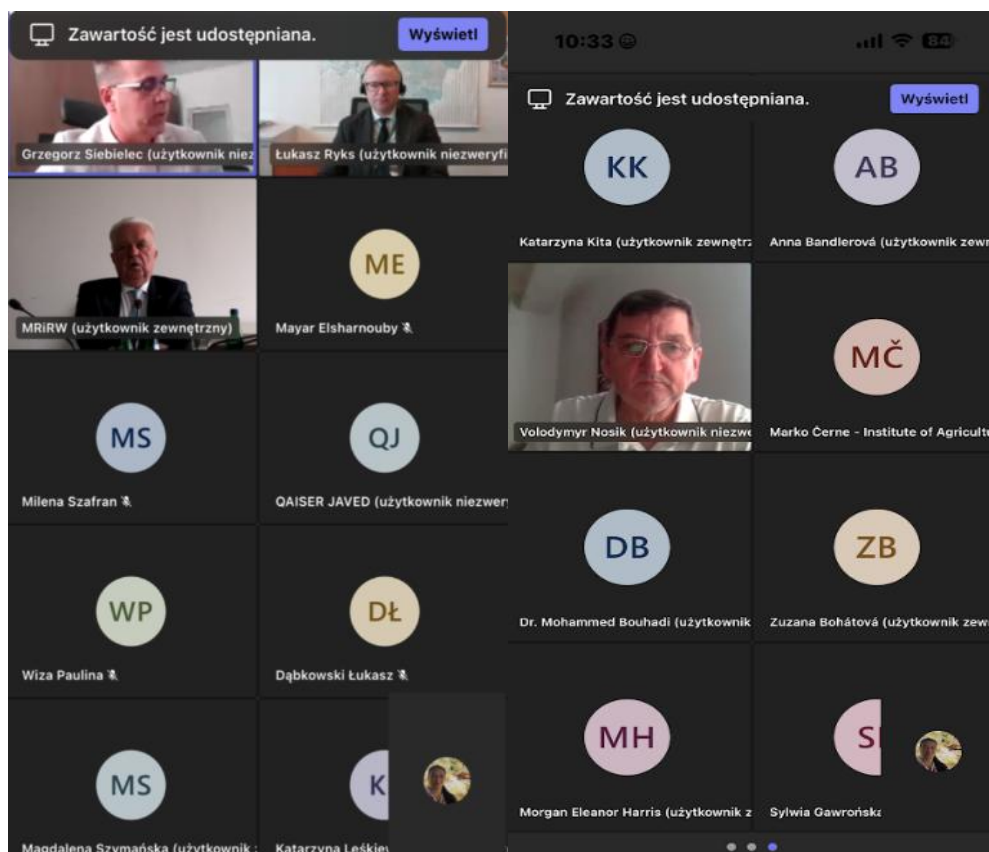 Zawartość jest udostępniana. Wyświetl
Grzegorz Siebielec (użytkownik niez
Łukasz Ryks (użytkownik niezweryfi
MRiRW (użytkownik zewnętrzny)
ME
Mayar Elsharnouby
MS
Milena Szafran
QJ
QAISER JAVED (użytkownik niezwery
WP
Wiza Paulina
DŁ
Dąbkowski Łukasz
MS
Magdalena Szymańska (użytkownik z
K
Katarzyna Leśkiew
10:33
84
Zawartość jest udostępniana. Wyświetl
KK
Katarzyna Kita (użytkownik zewnętrz
AB
Anna Bandlerová (użytkownik zewn
Volodymyr Nosik (użytkownik niezwe
MČ
Marko Černe - Institute of Agricultu
DB
Dr. Mohammed Bouhadi (użytkownik
ZB
Zuzana Bohátová (użytkownik zewn
MH
Morgan Eleanor Harris (użytkownik z
S
Sylwia Gawrońska